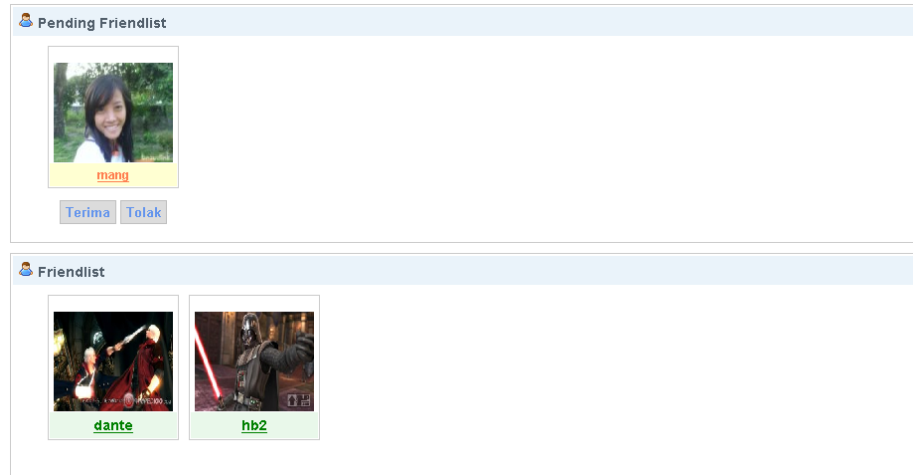 Pending Friendlist
mang
Terima Tolak
Friendlist
dante hb2